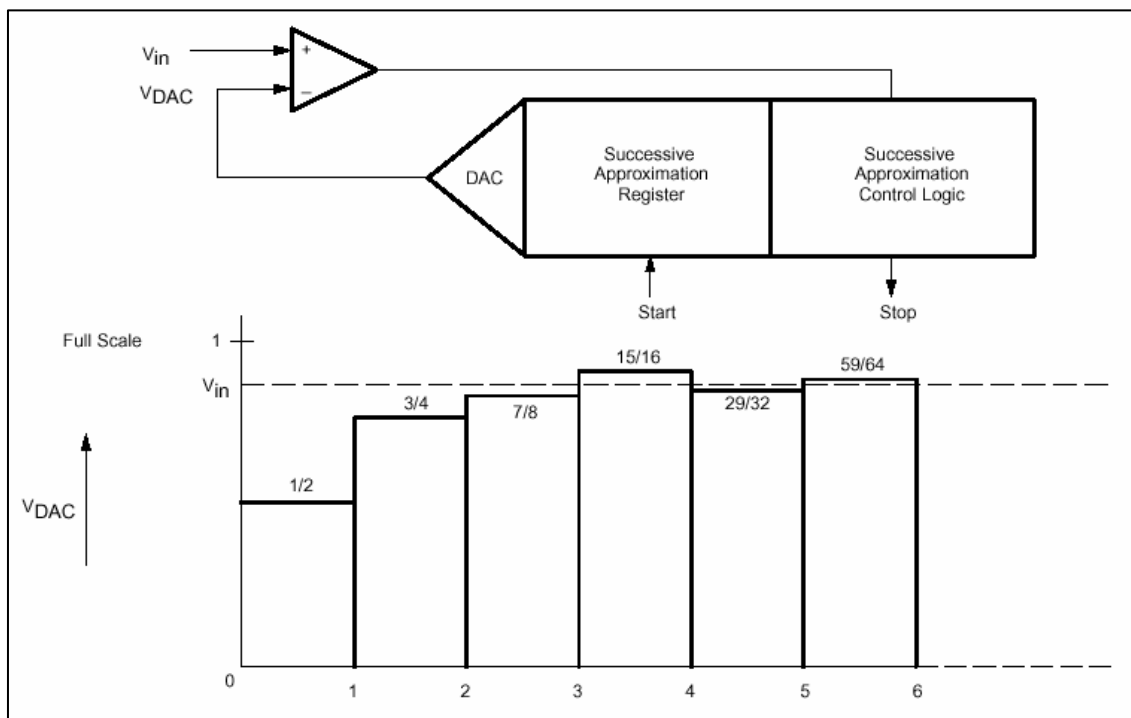 Vin
+
VDAC
–
DAC
Successive
Approximation
Register
Successive
Approximation
Control Logic
Start
Stop
Full Scale
1
15/16
59/64
Vin
3/4
7/8
29/32
1/2
VDAC
0
1
2
3
4
5
6